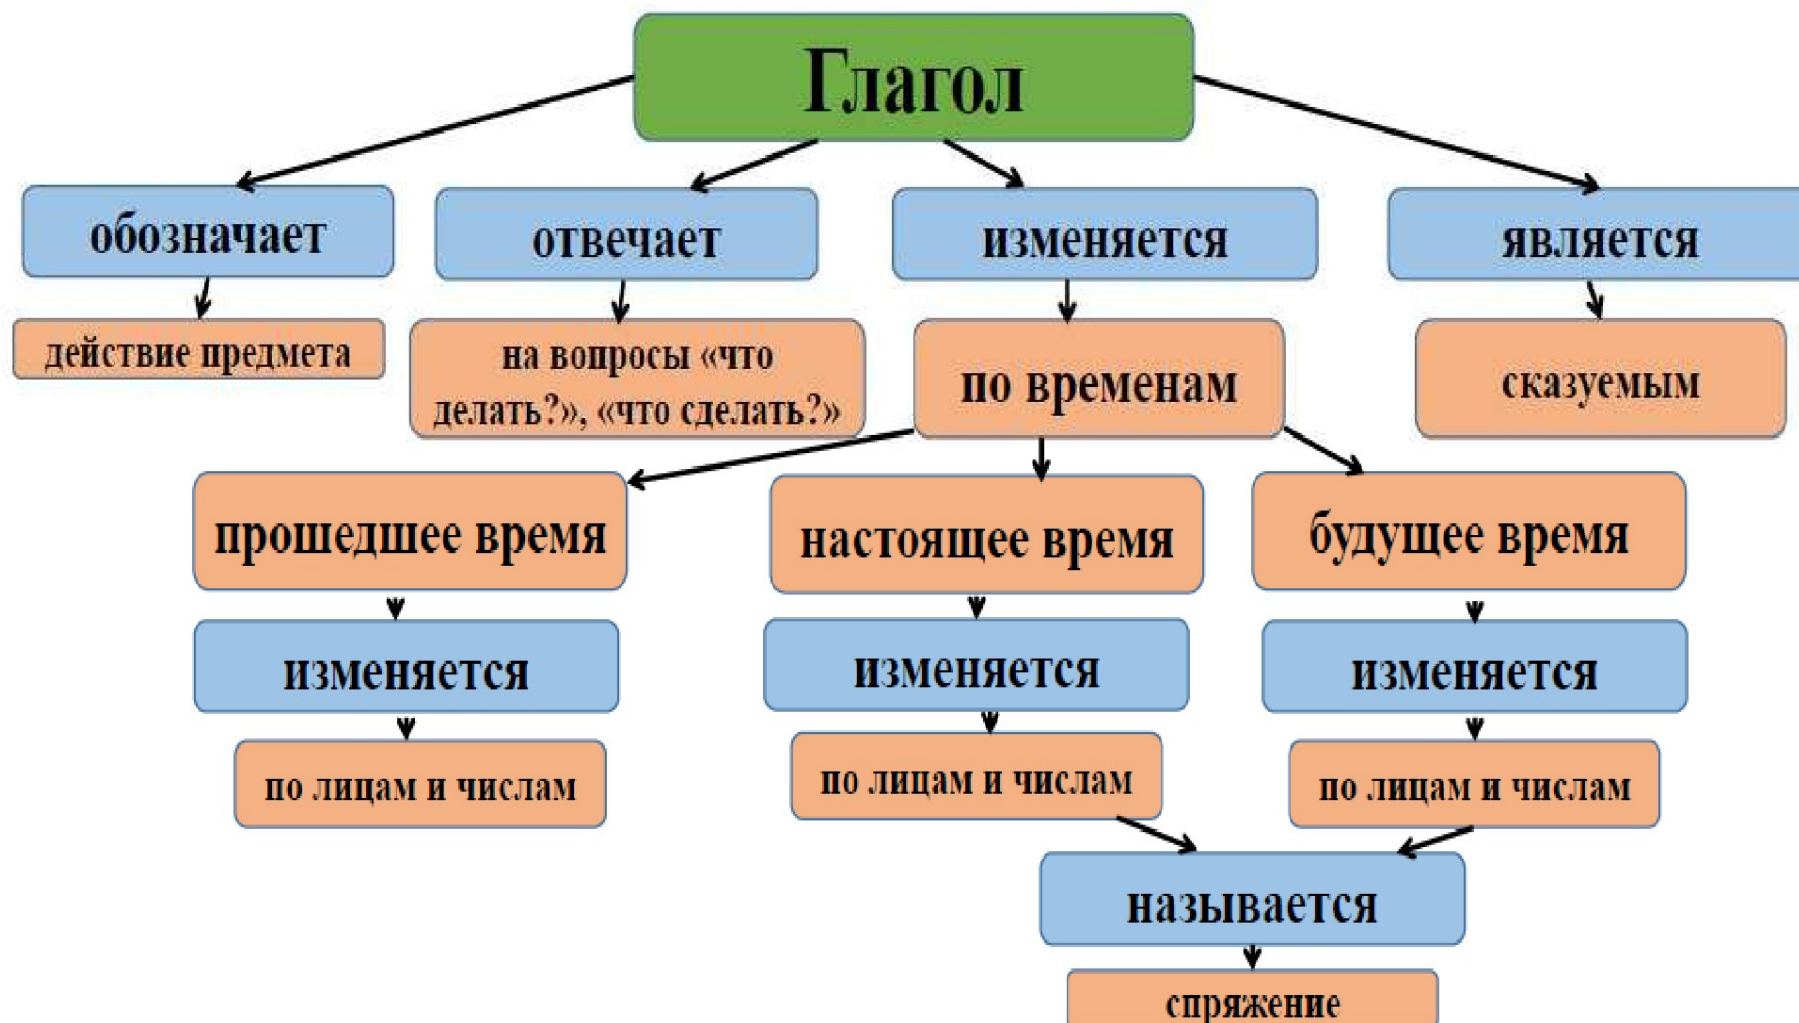 Глагол
обозначает
отвечает
изменяется
является
действие предмета
на вопросы «что
делать?», «что сделать?»
по временам
сказуемым
прошедшее время
настоящее время
будущее время
изменяется
изменяется
изменяется
по лицам и числам
по лицам и числам
по лицам и числам
называется
спряжение